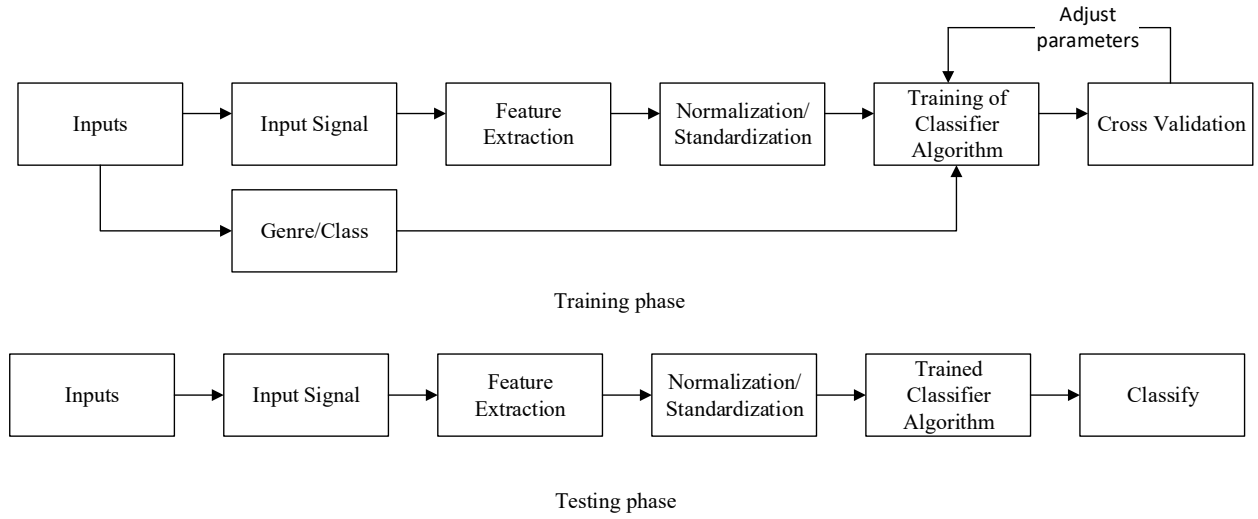 Adjust
parameters
Inputs
Input Signal
Feature
Extraction
Normalization/
Standardization
Training of
Classifier
Algorithm
Cross Validation
Genre/Class
Training phase
Inputs
Input Signal
Feature
Extraction
Normalization/
Standardization
Trained
Classifier
Algorithm
Classify
Testing phase